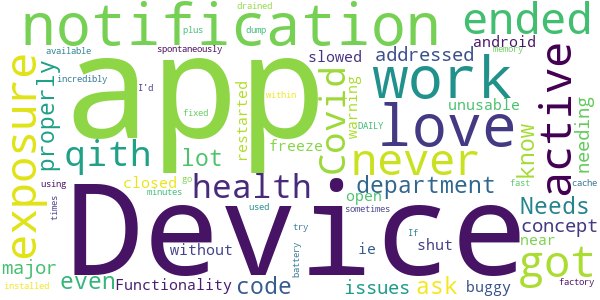 drained
plus
dump
notification
ended
available
spontaneously
android
incredibly
slowed
addressed
memory
app
I'd
exposure
properly
restarted
within
covid
warning
work
active
unusable
needing
fixed
DAILY
love
know
qith
lot
freeze
never
near
closed
go
health
department
open
Needs
got
fast
cache
using
minutes
used
sometimes
concept
times
Device
without
ie
shut
If
major
even
Functionality
try
battery
issues
ask
buggy
factory
installed
code